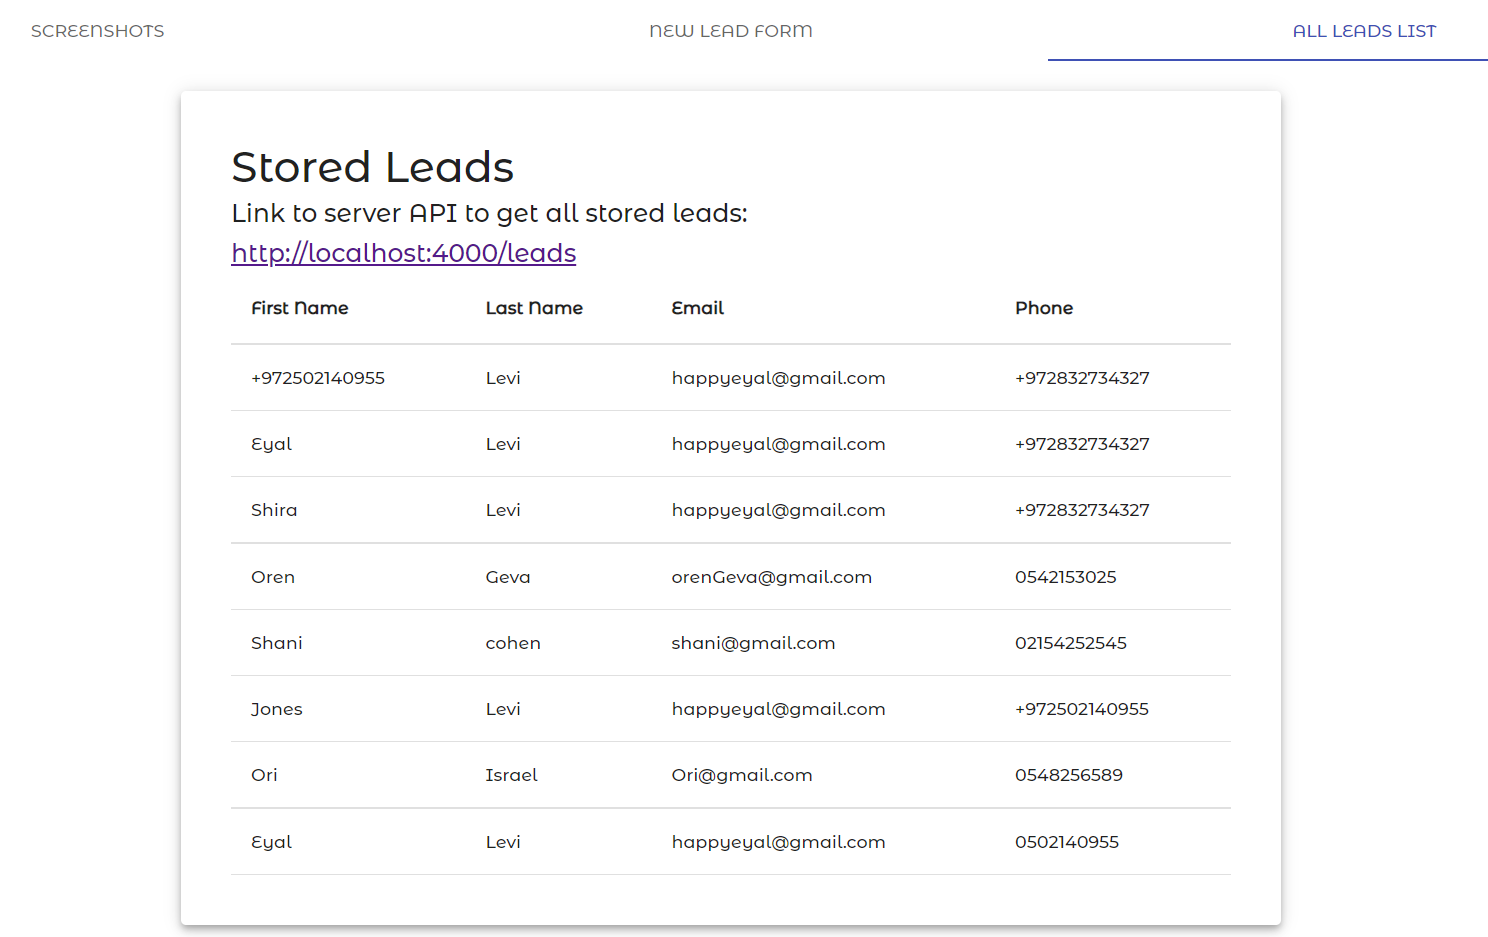 SCREENSHOTS NEW LEAD FORM ALL LEADS LIST
Stored Leads
Link to server API to get all stored leads:
http://localhost:4000/leads
First Name Last Name Email Phone
+972502140955 Levi happyeyal@gmail.com +972832734327
Eyal Levi happyeyal@gmail.com +972832734327
Shira Levi happyeyal@gmail.com +972832734327
Oren Geva orenGeva@gmail.com 0542153025
Shani cohen shani@gmail.com 02154252545
Jones Levi happyeyal@gmail.com +972502140955
Ori Israel Ori@gmail.com 0548256589
Eyal Levi happyeyal@gmail.com 0502140955